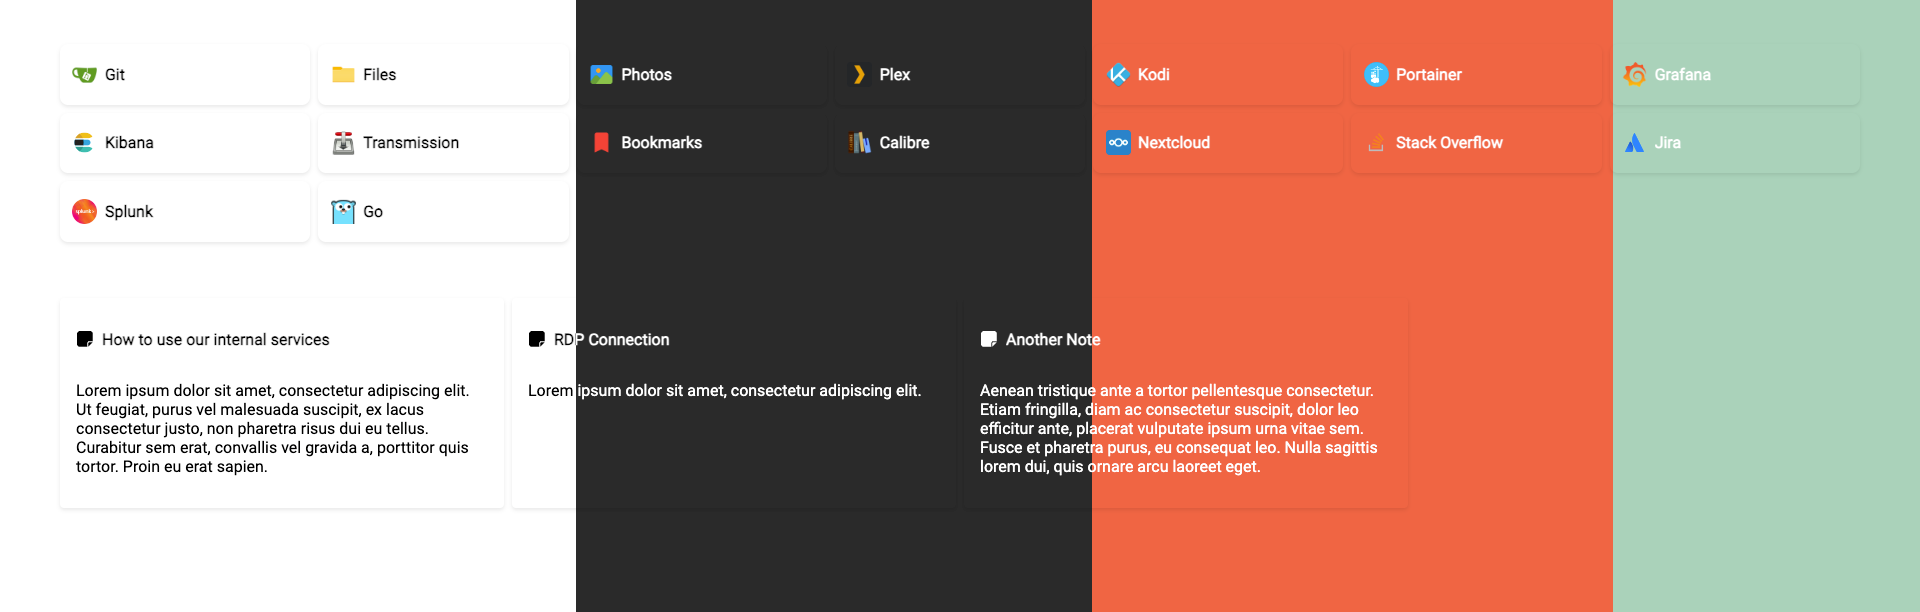 Git
Files
Photos
Plex
Kodi
Portainer
Grafana
Kibana
Transmission
Bookmarks
Calibre
Nextcloud
Stack Overflow
Jira
Splunk
Go
How to use our internal services
Lorem ipsum dolor sit amet, consectetur adipiscing elit.
Ut feugiat, purus vel malesuada suscipit, ex lacus
consectetur justo, non pharetra risus dui eu tellus.
Curabitur sem erat, convallis vel gravida a, porttitor quis
tortor. Proin eu erat sapien.
RDP Connection
Lorem ipsum dolor sit amet, consectetur adipiscing elit.
Another Note
Aenean tristique ante a tortor pellentesque consectetur.
Etiam fringilla, diam ac consectetur suscipit, dolor leo
efficitur ante, placerat vulputate ipsum urna vitae sem.
Fusce et pharetra purus, eu consequat leo. Nulla sagittis
lorem dui, quis ornare arcu laoreet eget.